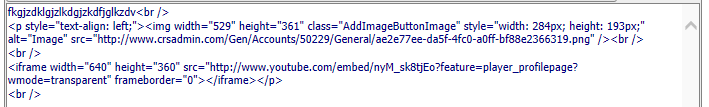 fkgjzdklgjzlkdgjzkdfjglkzdv<br />
<p style="text-align: left;"><img width="529" height="361" class="AddImageButtonImage" style="width: 284px; height: 193px;"
alt="Image" src="http://www.crsadmin.com/Gen/Accounts/50229/General/ae2e77ee-da5f-4fc0-a0ff-bf88e2366319.png" /><br />
<br />
<iframe width="640" height="360" src="http://www.youtube.com/embed/nyM_sk8tjEo?feature=player_profilepage?
wmode=transparent" frameborder="0"></iframe></p>
<br />